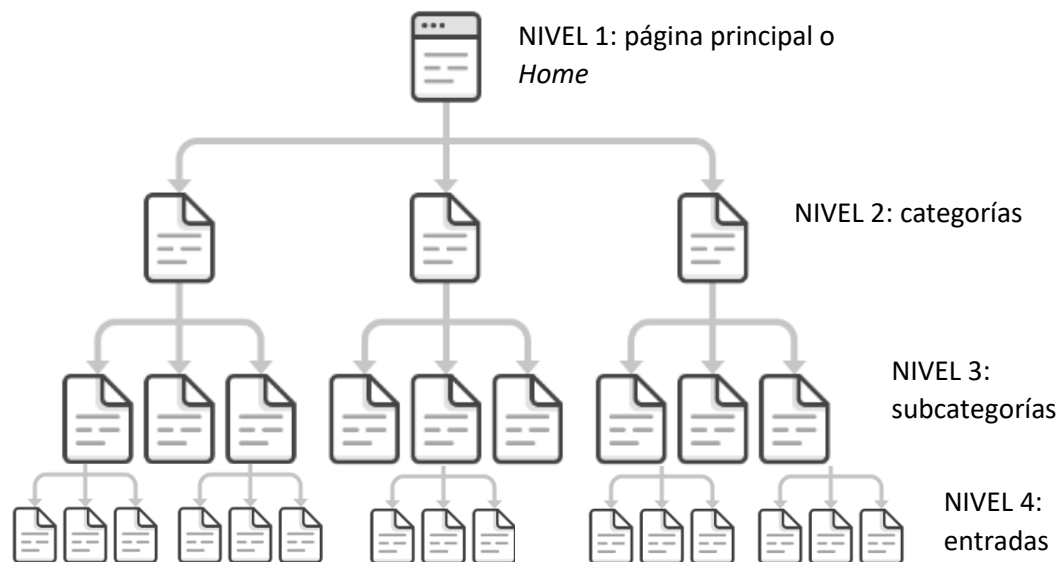 NIVEL 1: página principal o
Home
NIVEL 2: categorías
NIVEL 3:
subcategorías
NIVEL 4:
entradas